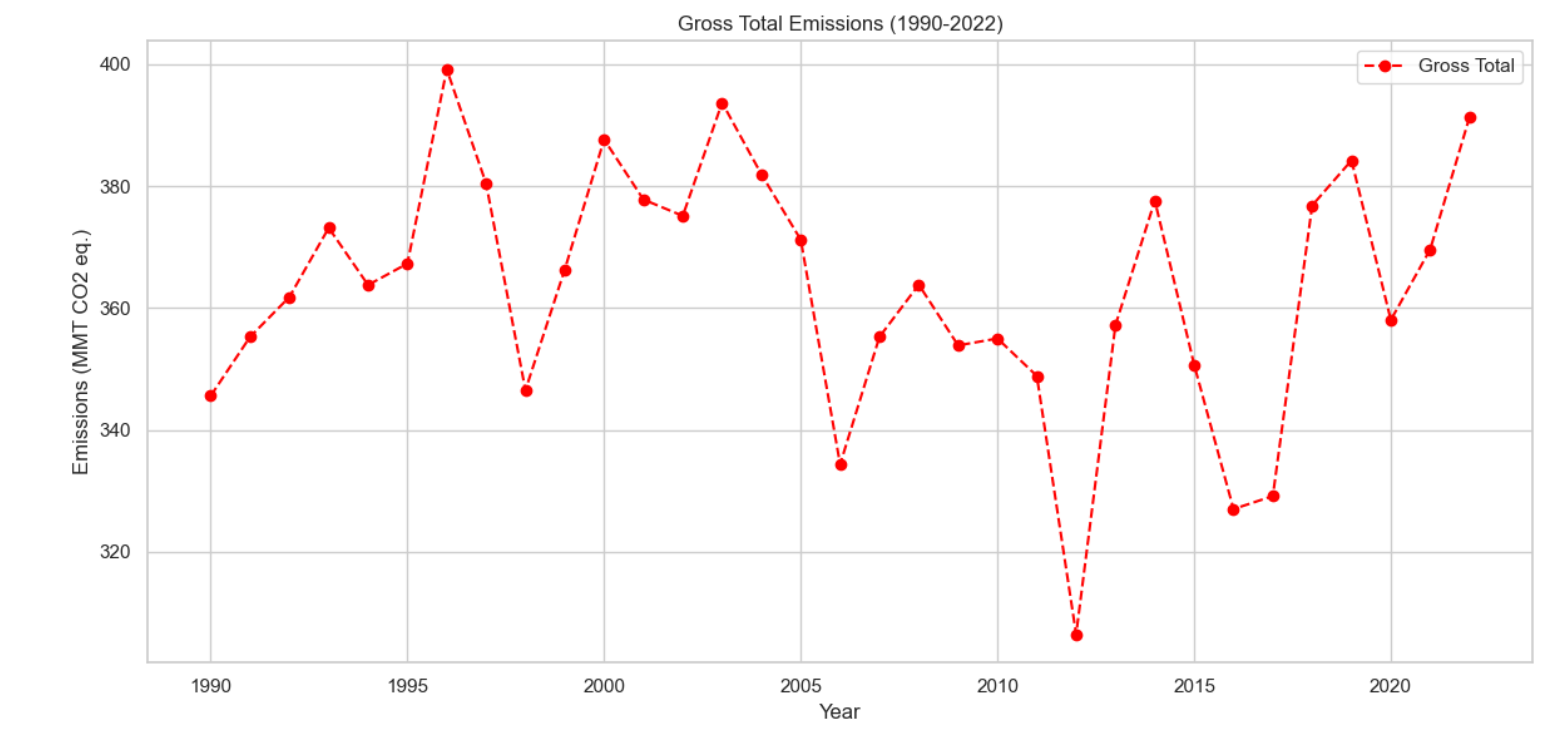 Gross Total Emissions (1990-2022)
Gross Total
Emissions (MMT CO2 eq.)
400
380
360
340
320
1990 1995 2000 2005 2010 2015 2020
Year